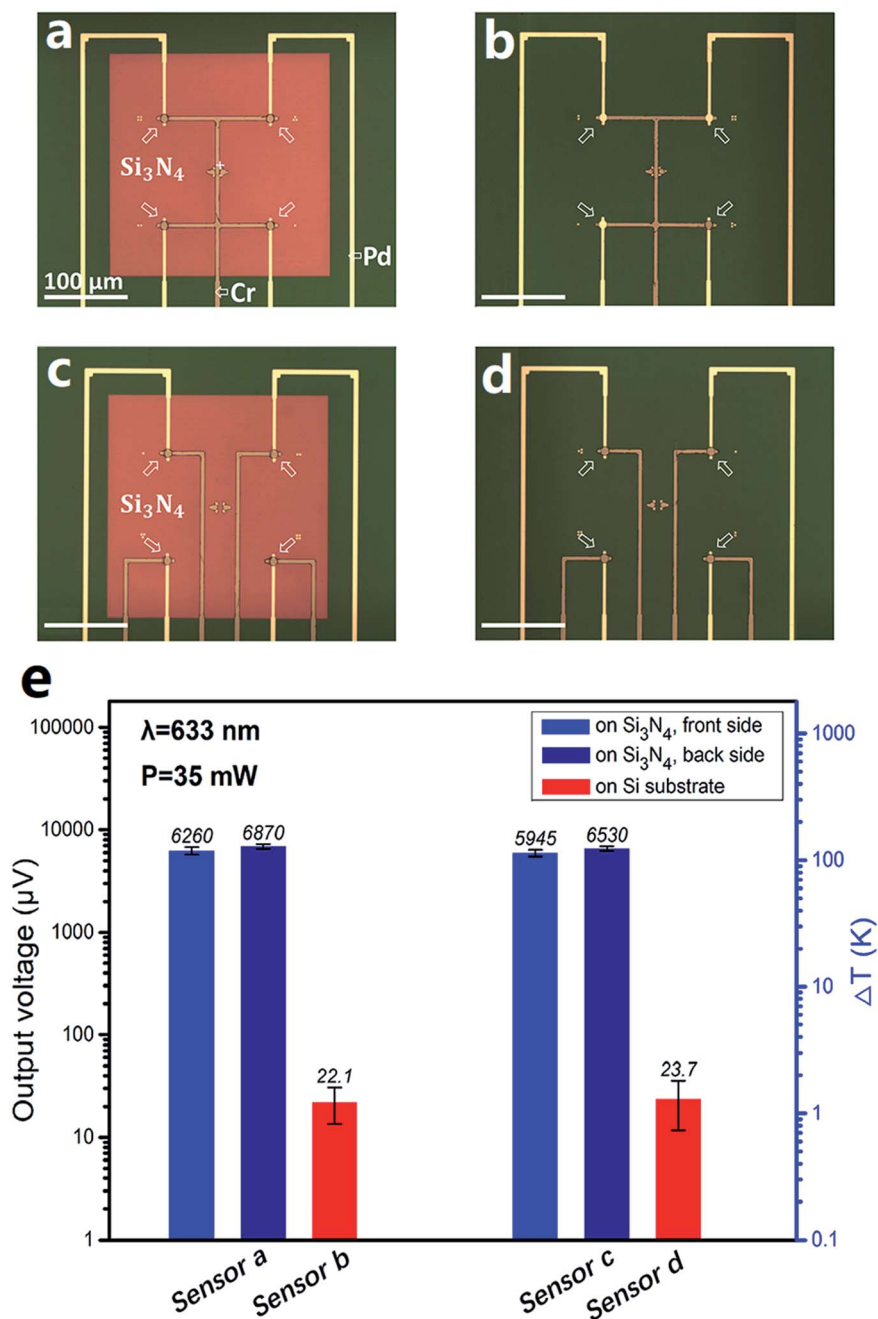 a
b
Si₃N₄
Pd
100 μm
Cr
c
d
Si₃N₄
e
λ=633 nm
P=35 mW
on Si₃N₄, front side
on Si₃N₄, back side
on Si substrate
100000
10000
1000
100
10
1
Output voltage (μV)
6260
6870
22.1
5945
6530
23.7
1000
100
10
1
0.1
△T (K)
Sensor a
Sensor b
Sensor c
Sensor d